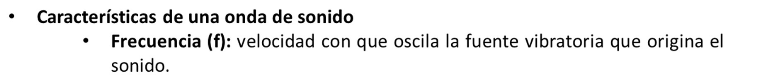 • Características de una onda de sonido
• Frecuencia (f): velocidad con que oscila la fuente vibratoria que origina el
sonido.